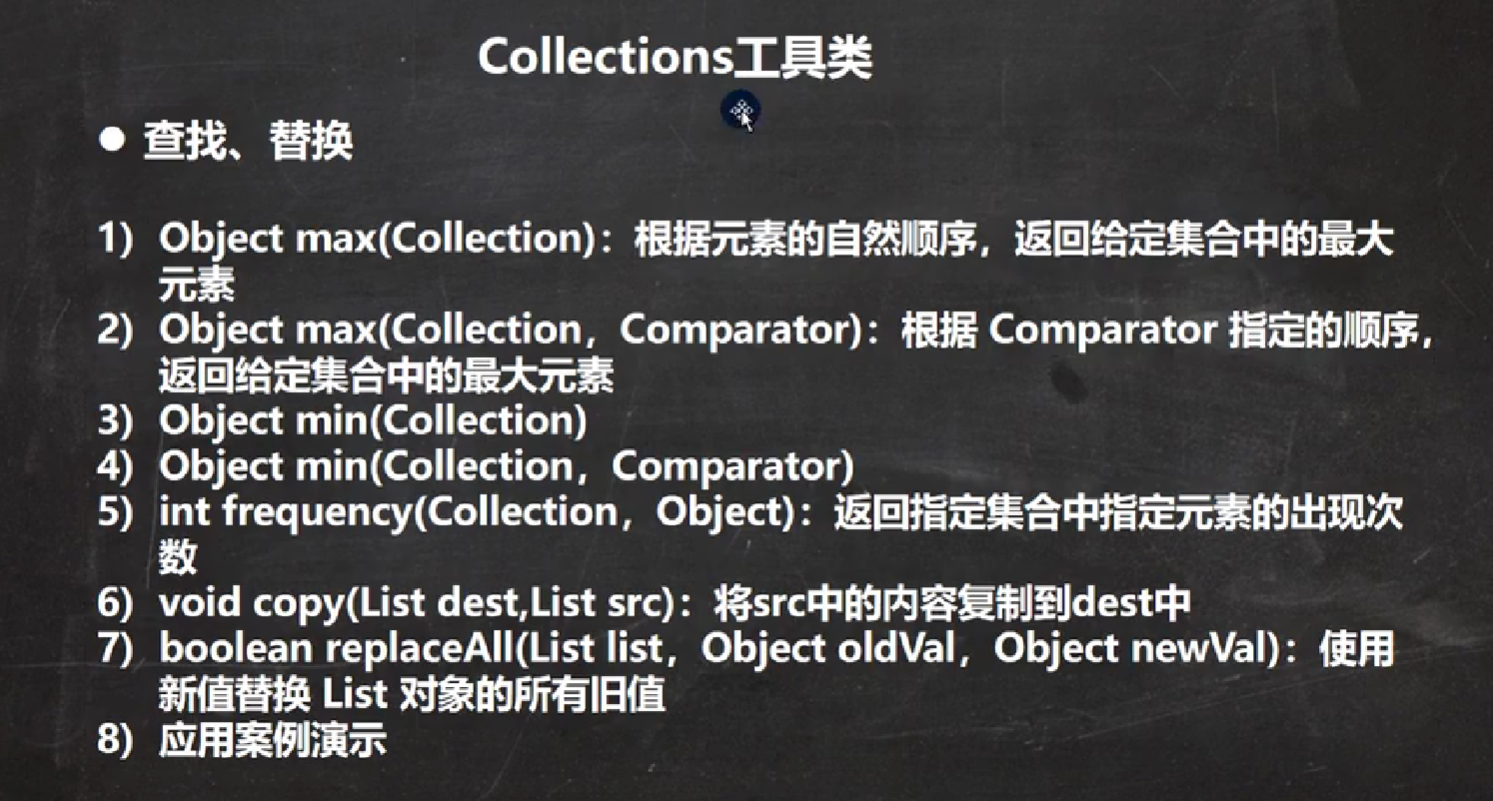 Collections工具类
● 查找、替换
1) Object max(Collection)：根据元素的自然顺序，返回给定集合中的最大
元素
2) Object max(Collection，Comparator)：根据 Comparator 指定的顺序，
返回给定集合中的最大元素
3) Object min(Collection)
4) Object min(Collection，Comparator)
5) int frequency(Collection，Object)：返回指定集合中指定元素的出现次
数
6) void copy(List dest,List src)：将src中的内容复制到dest中
7) boolean replaceAll(List list，Object oldVal，Object newVal)：使用
新值替换 List 对象的所有旧值
8) 应用案例演示